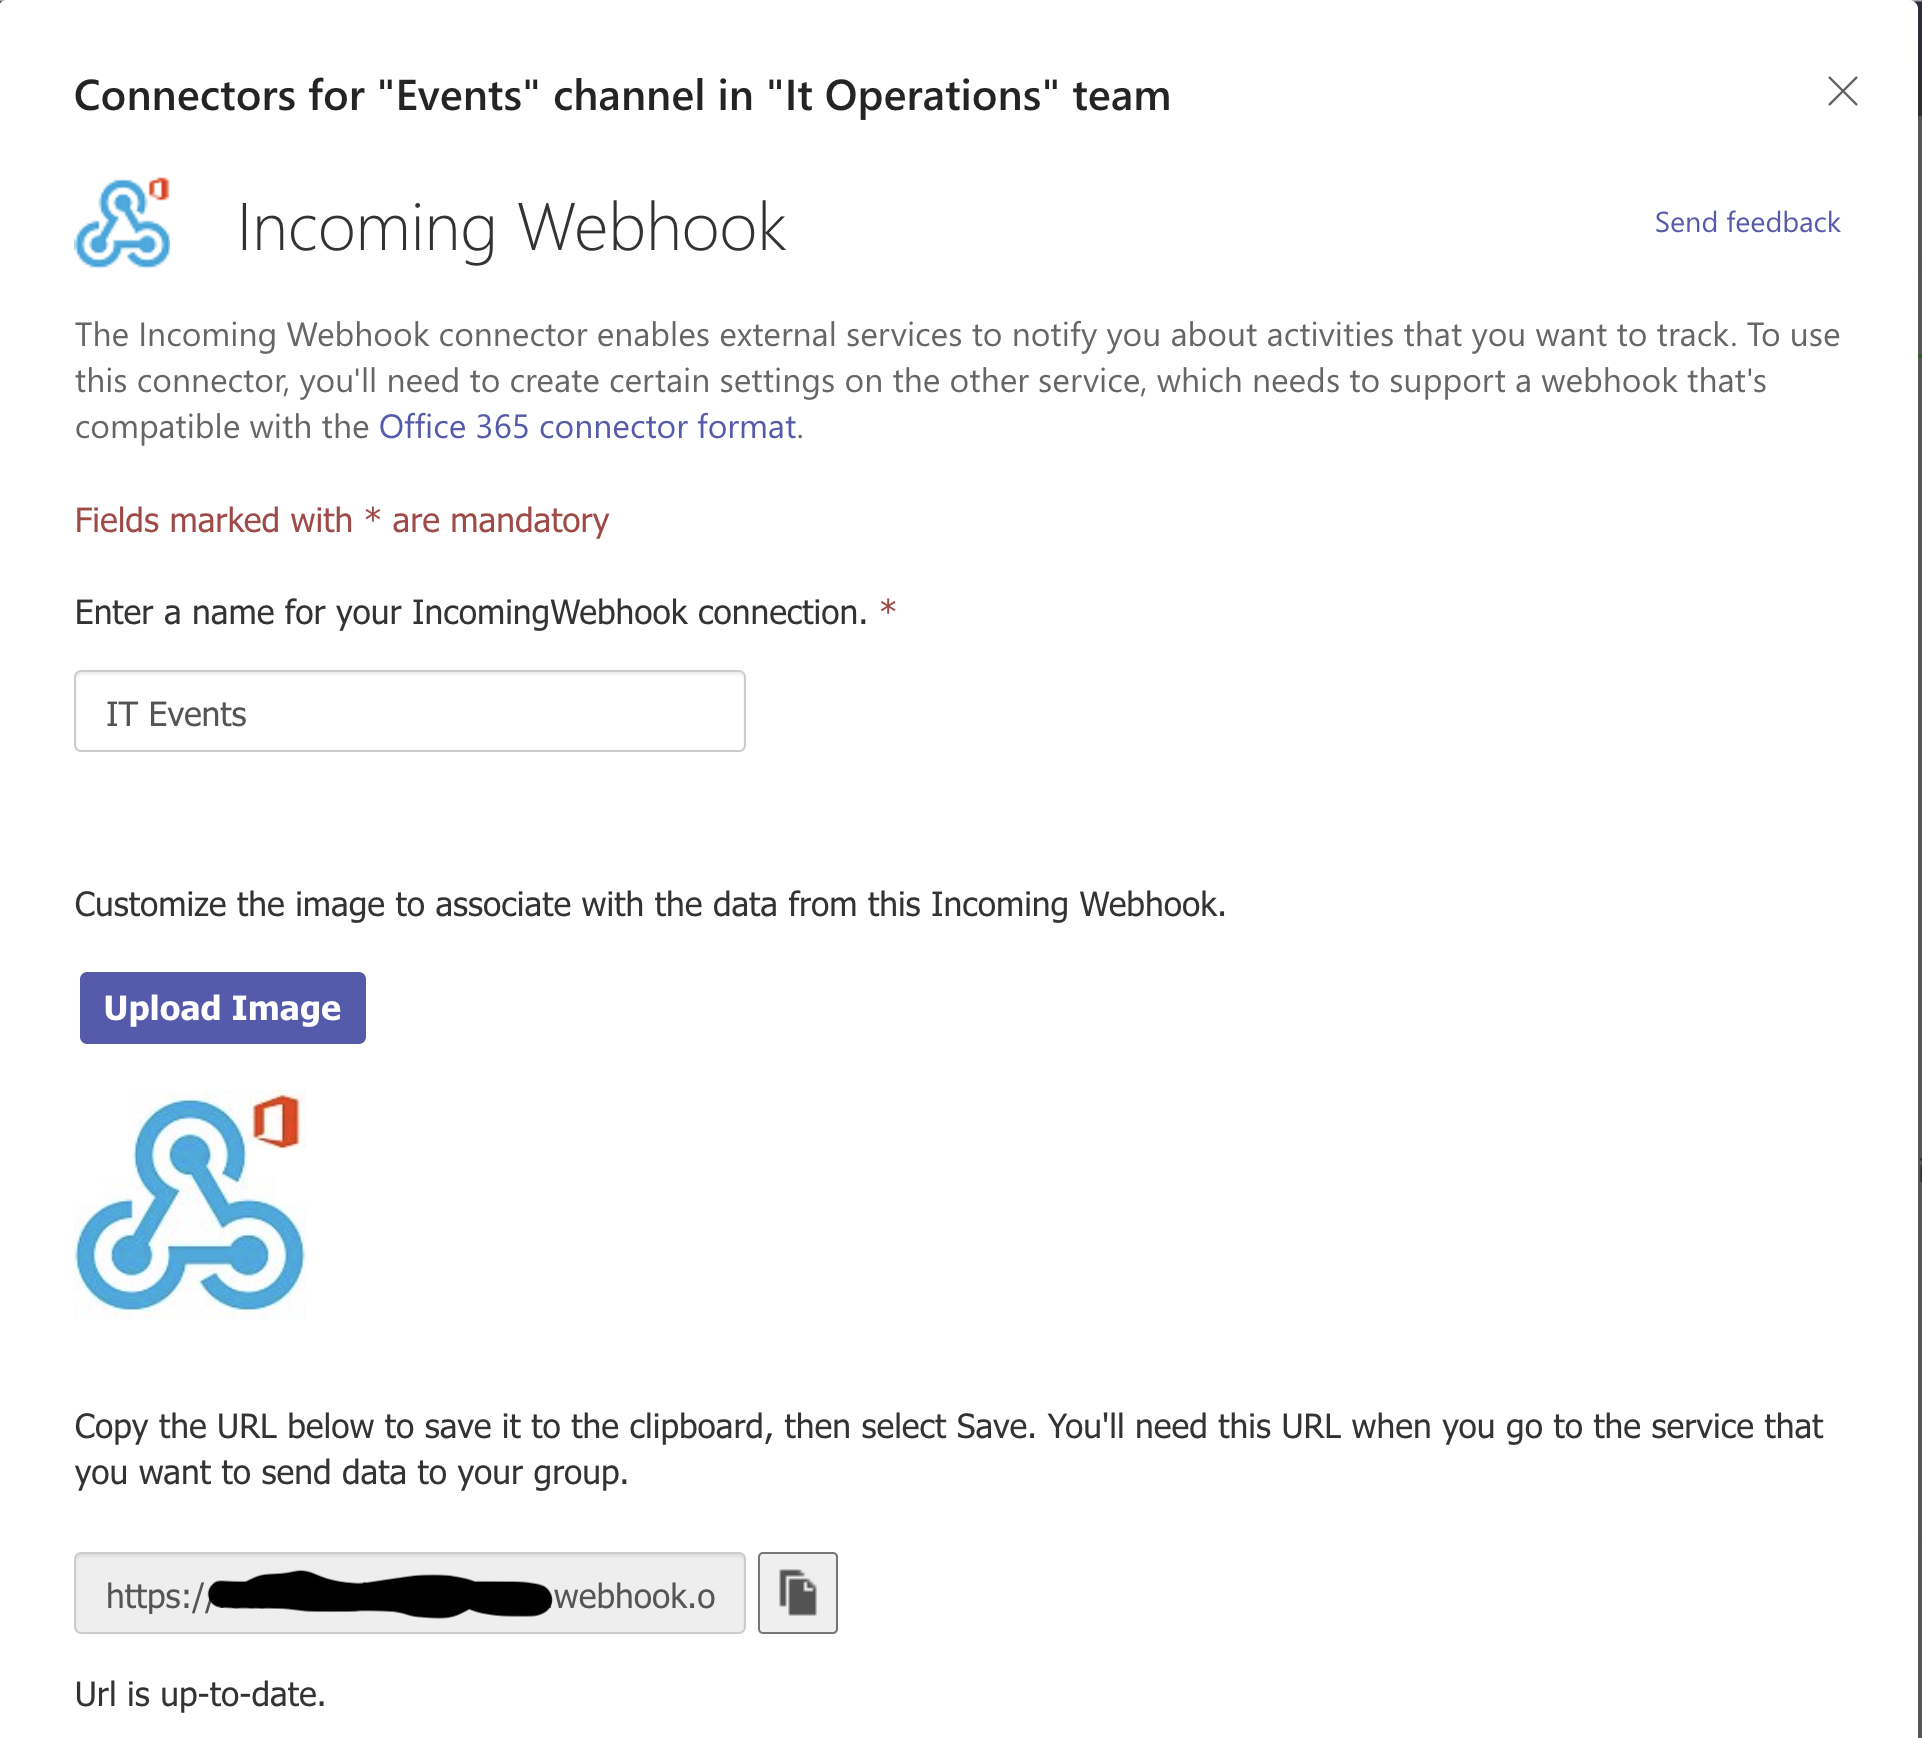 Connectors for "Events" channel in "It Operations" team
Incoming Webhook
Send feedback
The Incoming Webhook connector enables external services to notify you about activities that you want to track. To use
this connector, you'll need to create certain settings on the other service, which needs to support a webhook that's
compatible with the Office 365 connector format.
Fields marked with * are mandatory
Enter a name for your IncomingWebhook connection. *
IT Events
Customize the image to associate with the data from this Incoming Webhook.
Upload Image
Copy the URL below to save it to the clipboard, then select Save. You'll need this URL when you go to the service that
you want to send data to your group.
https:// webhook.o
Url is up-to-date.